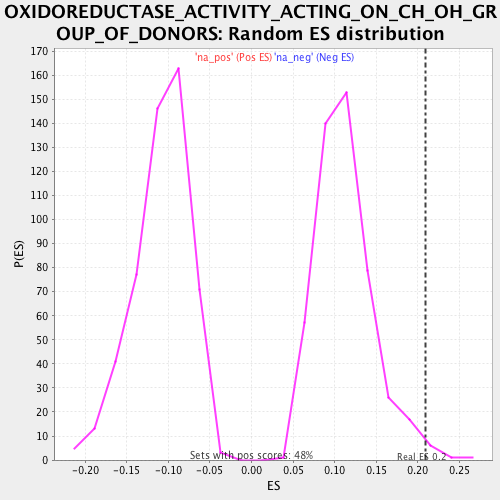 OXIDOREDUCTASE_ACTIVITY_ACTING_ON_CH_OH_GR
OUP_OF_DONORS: Random ES distribution
'na_pos' (Pos ES) 'na_neg' (Neg ES)
170
160
150
140
130
120
110
100
90
80
70
60
50
40
30
20
10
0
P(ES)
Sets with pos scores: 48%
Real ES 0.2
-0.20 -0.15 -0.10 -0.05 0.00 0.05 0.10 0.15 0.20 0.25
ES